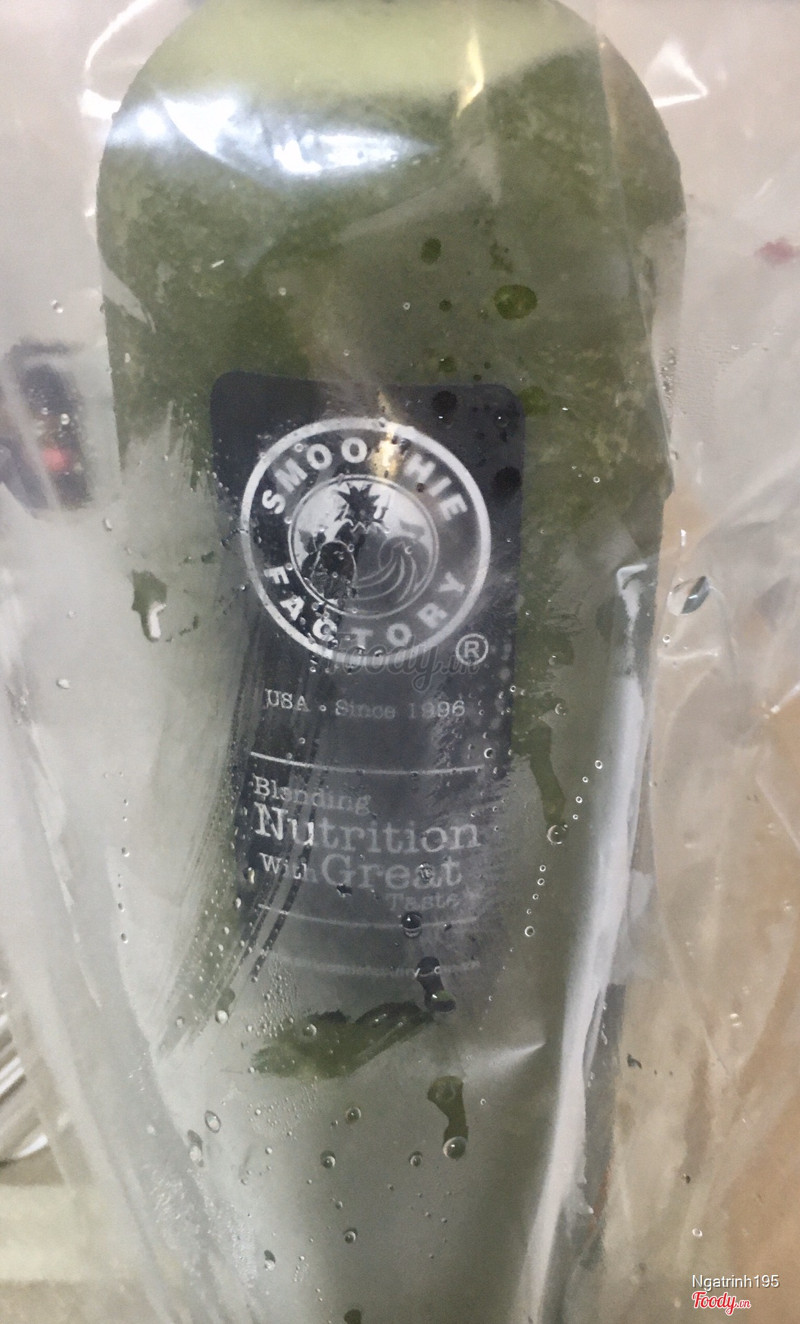 SMOOTHIE
FACTORY
®
Foody.vn
USA • Since 1996
Blending
Nutrition
With Great
Taste
Ngatrinh195
Foody.vn